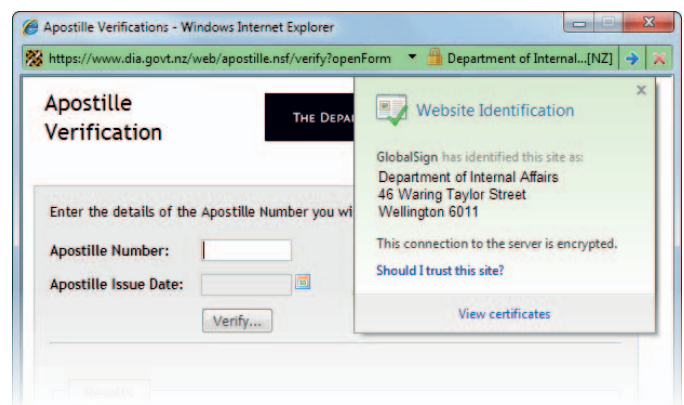 Apostille Verifications - Windows Internet Explorer
https://www.dia.govt.nz/web/apostille.nsf/verify?openForm
Department of Internal...[NZ]
Apostille
Verification
THE DEPA
Website Identification
GlobalSign has identified this site as:
Department of Internal Affairs
46 Waring Taylor Street
Wellington 6011
This connection to the server is encrypted.
Should I trust this site?
View certificates
Enter the details of the Apostille Number you wi
Apostille Number:
Apostille Issue Date:
Verify...
Results